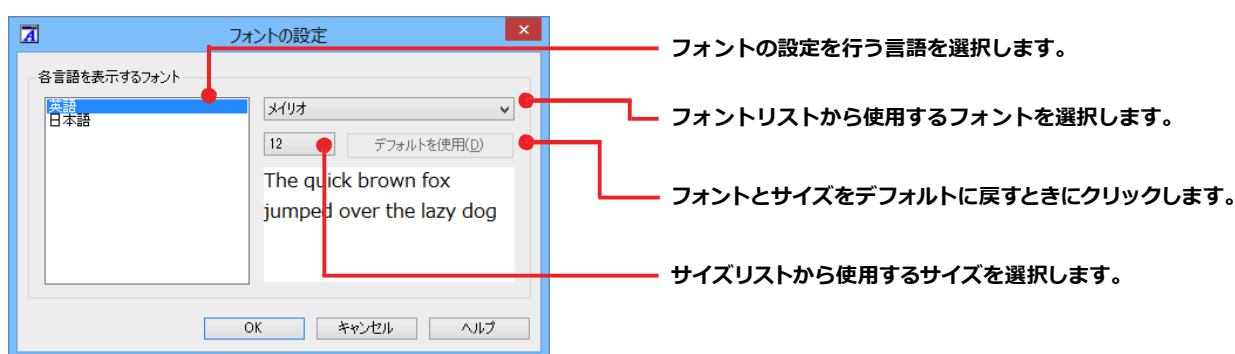 フォントの設定
各言語を表示するフォント
英語
日本語
メイリオ
12
デフォルトを使用(D)
The quick brown fox
jumped over the lazy dog
OK
キャンセル
ヘルプ
フォントの設定を行う言語を選択します。
フォントリストから使用するフォントを選択します。
フォントとサイズをデフォルトに戻すときにクリックします。
サイズリストから使用するサイズを選択します。